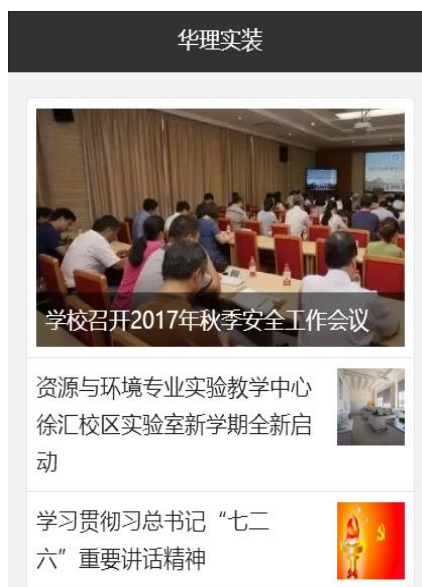 华理实装
学校召开2017年秋季安全工作会议
资源与环境专业实验教学中心
徐汇校区实验室新学期全新启
动
学习贯彻习总书记“七二
六”重要讲话精神